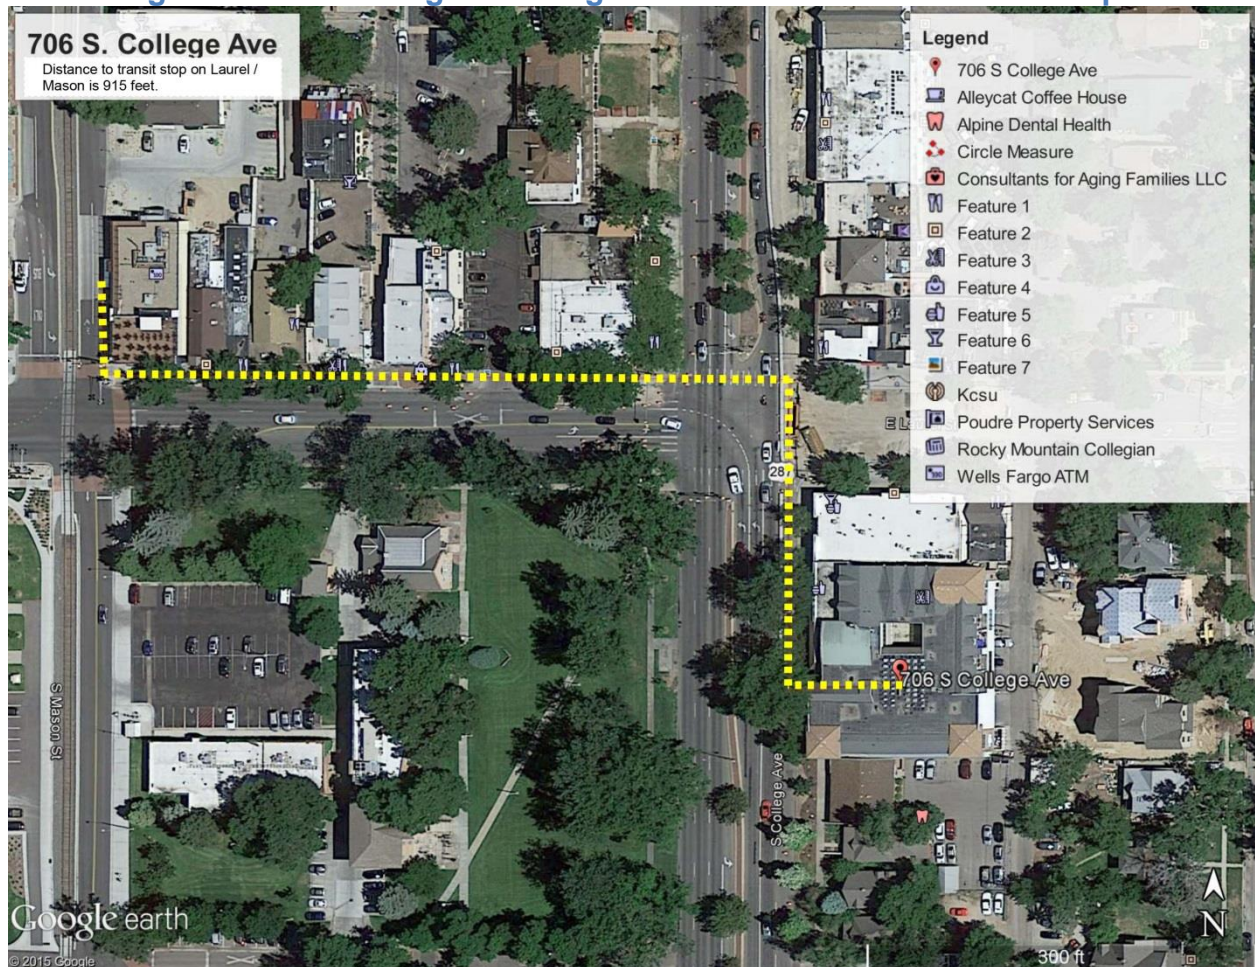 706 S. College Ave
Distance to transit stop on Laurel /
Mason is 915 feet.
Legend
706 S College Ave
Alleycat Coffee House
Alpine Dental Health
Circle Measure
Consultants for Aging Families LLC
Feature 1
Feature 2
Feature 3
Feature 4
Feature 5
Feature 6
Feature 7
Kcsu
Poudre Property Services
Rocky Mountain Collegian
Wells Fargo ATM
287
706 S College Ave
S Mason St
S College Ave
Google earth
© 2015 Google
300 ft
N